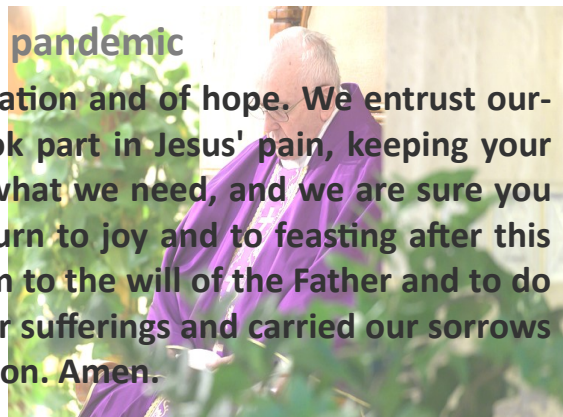 pandemic
ation and of hope. We entrust our-
ok part in Jesus' pain, keeping your
what we need, and we are sure you
urn to joy and to feasting after this
n to the will of the Father and to do
r sufferings and carried our sorrows
on. Amen.